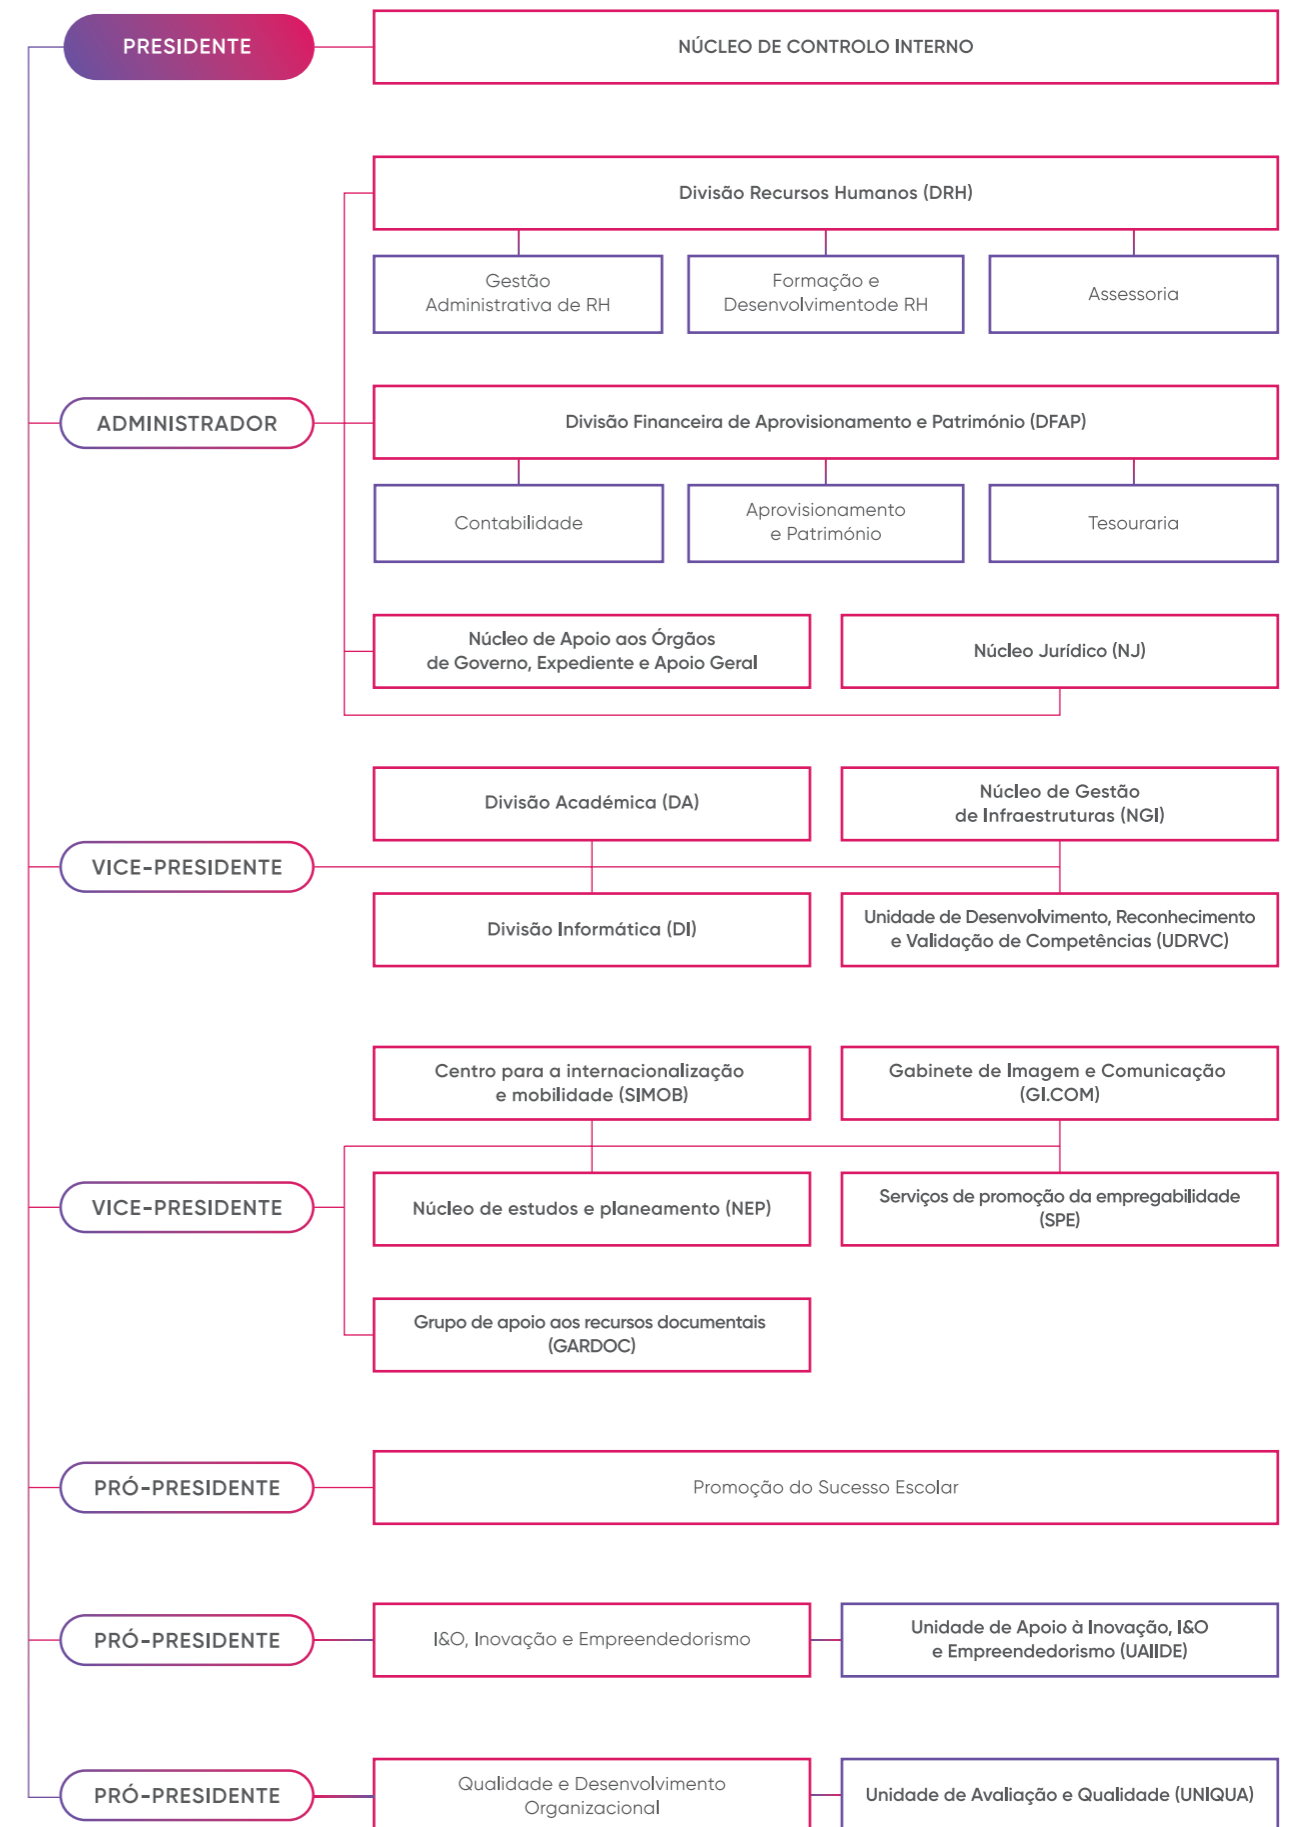 PRESIDENTE
NÚCLEO DE CONTROLO INTERNO
Divisão Recursos Humanos (DRH)
Gestão
Administrativa de RH
Formação e
Desenvolvimentode RH
Assessoria
ADMINISTRADOR
Divisão Financeira de Aprovisionamento e Património (DFAP)
Contabilidade
Aprovisionamento
e Património
Tesouraria
Núcleo de Apoio aos Órgãos
de Governo, Expediente e Apoio Geral
Núcleo Jurídico (NJ)
Divisão Académica (DA)
Núcleo de Gestão
de Infraestruturas (NGI)
VICE-PRESIDENTE
Divisão Informática (DI)
Unidade de Desenvolvimento, Reconhecimento
e Validação de Competências (UDRVC)
Centro para a internacionalização
e mobilidade (SIMOB)
Gabinete de Imagem e Comunicação
(GI.COM)
VICE-PRESIDENTE
Núcleo de estudos e planeamento (NEP)
Serviços de promoção da empregabilidade
(SPE)
Grupo de apoio aos recursos documentais
(GARDOC)
PRÓ-PRESIDENTE
Promoção do Sucesso Escolar
PRÓ-PRESIDENTE
I&O, Inovação e Empreendedorismo
Unidade de Apoio à Inovação, I&O
e Empreendedorismo (UAIIDE)
PRÓ-PRESIDENTE
Qualidade e Desenvolvimento
Organizacional
Unidade de Avaliação e Qualidade (UNIQUA)